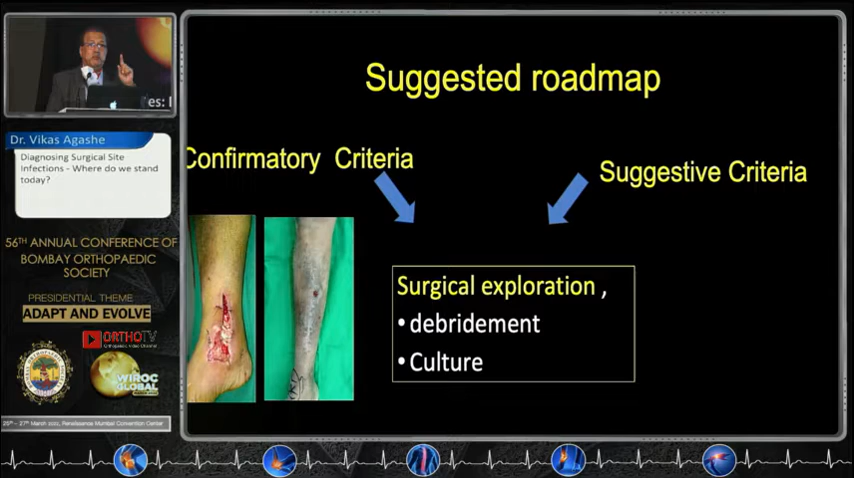 es: I
Dr. Vikas Agashe
Diagnosing Surgical Site
Infections - Where do we stand
today?
56TH ANNUAL CONFERENCE OF
BOMBAY ORTHOPAEDIC
SOCIETY
PRESIDENTIAL THEME
ADAPT AND EVOLVE
ORTHOTV
WIROC
GLOBAL
25th – 27th March 2022, Renaissance Mumbai Convention Center
Suggested roadmap
Confirmatory Criteria
Suggestive Criteria
Surgical exploration ,
• debridement
• Culture